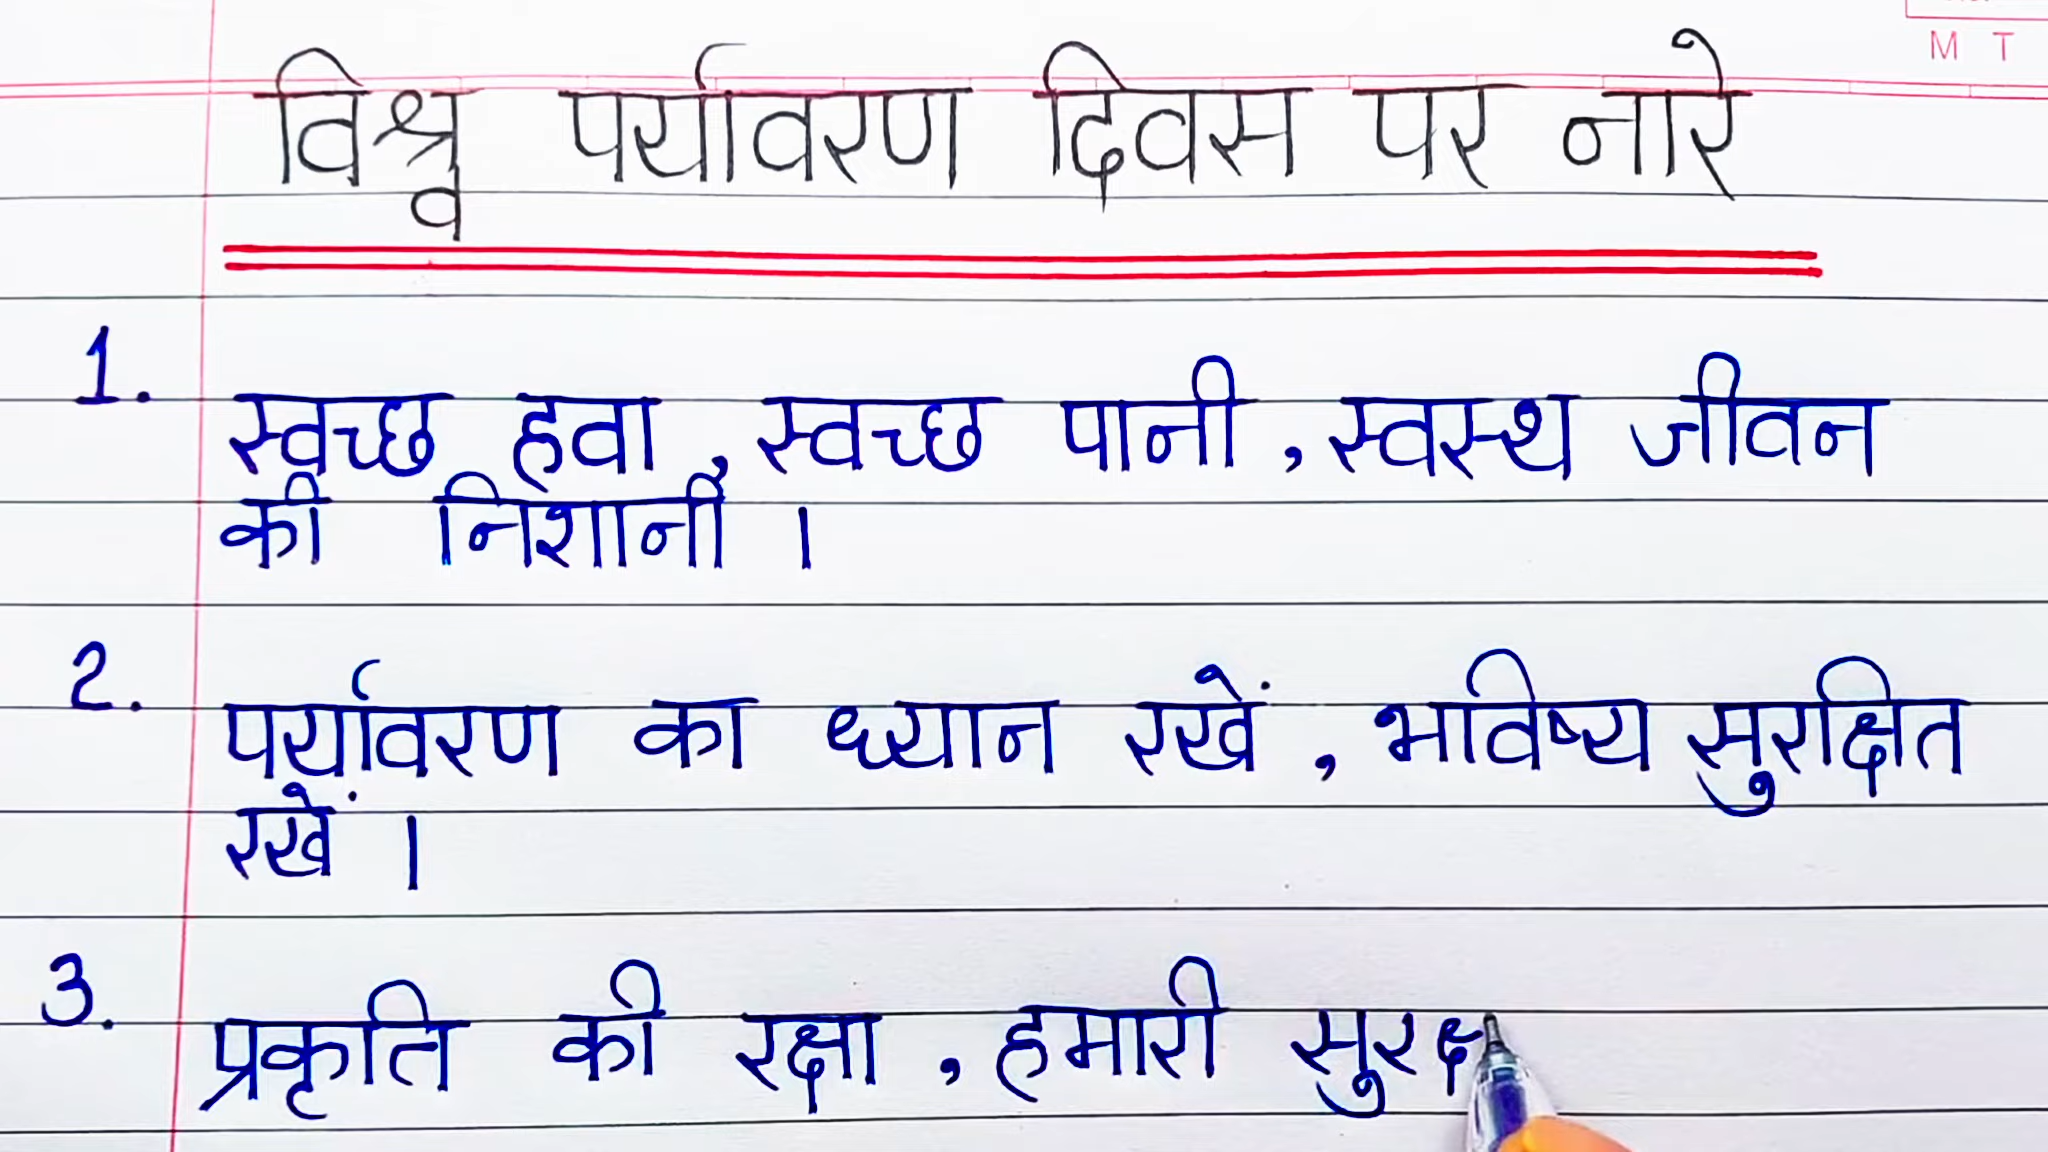 M T
विश्व पर्यावरण दिवस पर नारे
1. स्वच्छ हवा, स्वच्छ पानी, स्वस्थ जीवन
की निशानी ।
2. पर्यावरण का ध्यान रखें, भविष्य सुरक्षित
रखें ।
3. प्रकृति की रक्षा, हमारी सुरक्ष